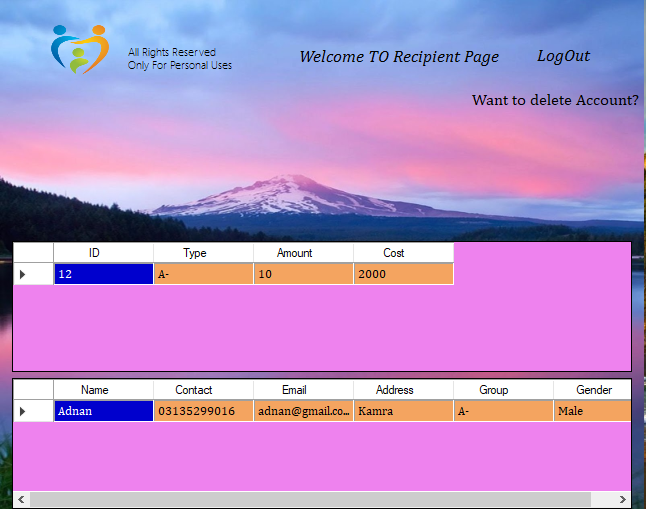 All Rights Reserved
Only For Personal Uses
Welcome TO Recipient Page
LogOut
Want to delete Account?
ID Type Amount Cost
12 A- 10 2000
Name Contact Email Address Group Gender
Adnan 03135299016 adnan@gmail.co... Kamra A- Male